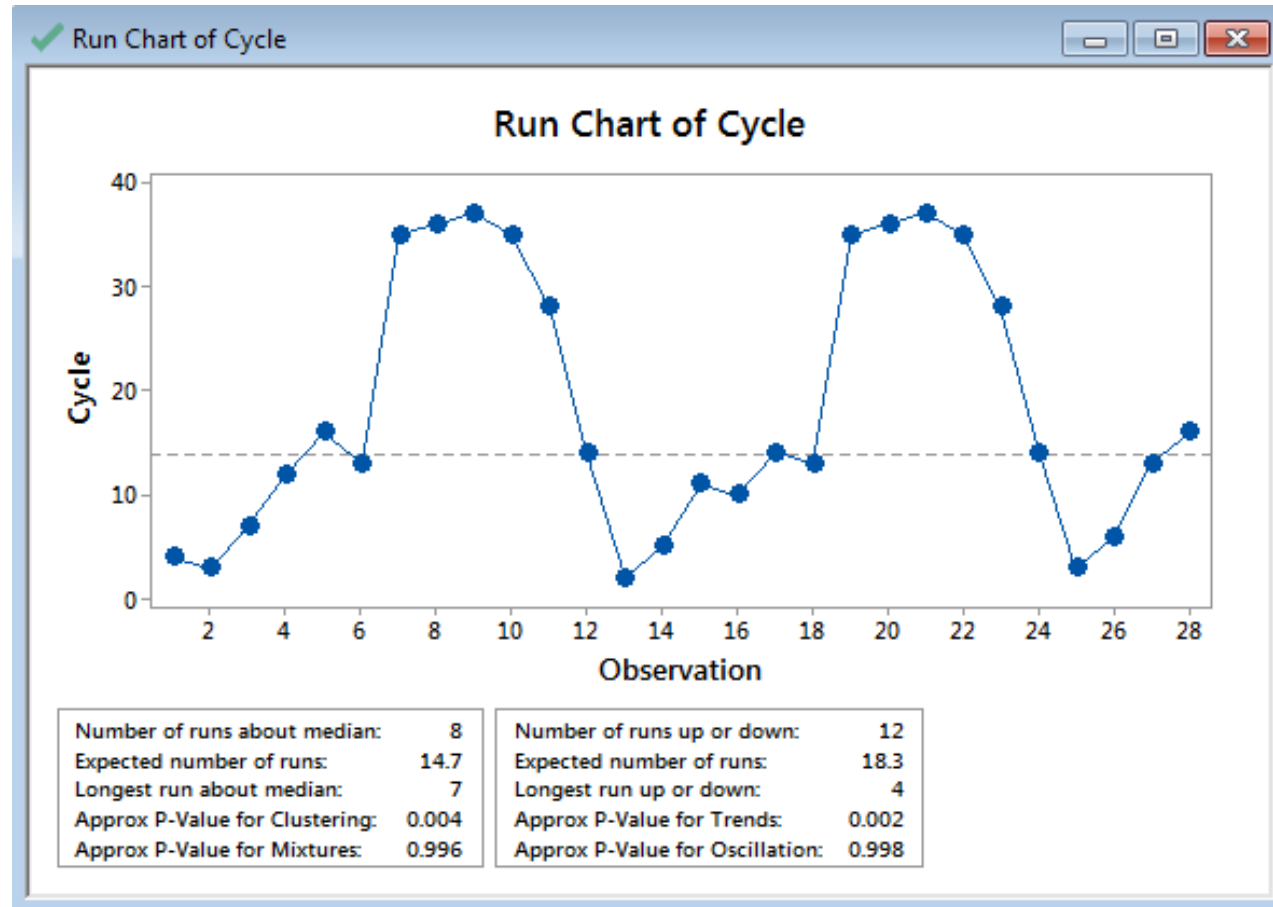 Run Chart of Cycle
Run Chart of Cycle
40
30
20
10
0
Cycle
2 4 6 8 10 12 14 16 18 20 22 24 26 28
Observation
Number of runs about median: 8
Expected number of runs: 14.7
Longest run about median: 7
Approx P-Value for Clustering: 0.004
Approx P-Value for Mixtures: 0.996
Number of runs up or down: 12
Expected number of runs: 18.3
Longest run up or down: 4
Approx P-Value for Trends: 0.002
Approx P-Value for Oscillation: 0.998